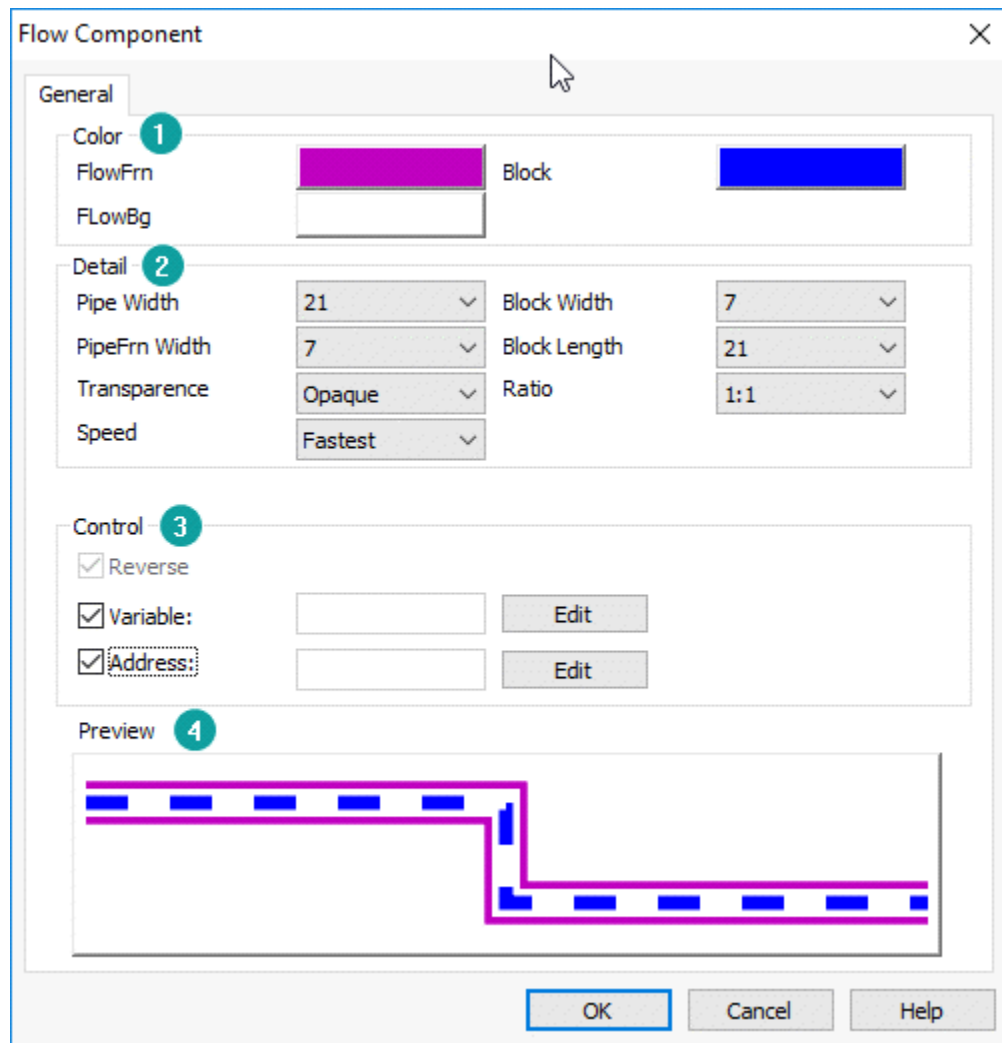 Flow Component
General
Color 1
FlowFrn Block
FLowBg
Detail 2
Pipe Width 21 Block Width 7
PipeFrn Width 7 Block Length 21
Transparence Opaque Ratio 1:1
Speed Fastest
Control 3
Reverse
Variable: Edit
Address: Edit
Preview 4
OK Cancel Help